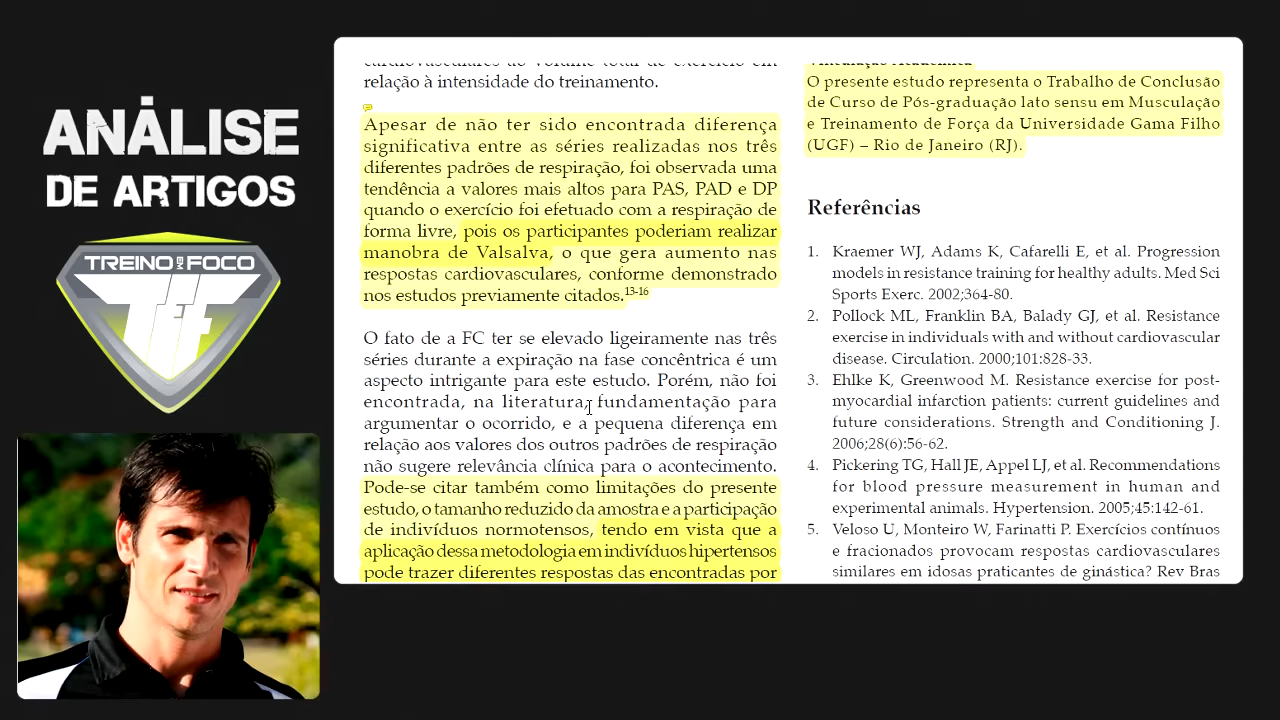 ANÁLISE
DE ARTIGOS
TREINO EM FOCO
TEF
cardiovasculares ao volume total de exercício em
relação à intensidade do treinamento.
Apesar de não ter sido encontrada diferença
significativa entre as séries realizadas nos três
diferentes padrões de respiração, foi observada uma
tendência a valores mais altos para PAS, PAD e DP
quando o exercício foi efetuado com a respiração de
forma livre, pois os participantes poderiam realizar
manobra de Valsalva, o que gera aumento nas
respostas cardiovasculares, conforme demonstrado
nos estudos previamente citados.13-16
O fato de a FC ter se elevado ligeiramente nas três
séries durante a expiração na fase concêntrica é um
aspecto intrigante para este estudo. Porém, não foi
encontrada, na literatura, fundamentação para
argumentar o ocorrido, e a pequena diferença em
relação aos valores dos outros padrões de respiração
não sugere relevância clínica para o acontecimento.
Pode-se citar também como limitações do presente
estudo, o tamanho reduzido da amostra e a participação
de indivíduos normotensos, tendo em vista que a
aplicação dessa metodologia em indivíduos hipertensos
pode trazer diferentes respostas das encontradas por
Vinculação Acadêmica
O presente estudo representa o Trabalho de Conclusão
de Curso de Pós-graduação lato sensu em Musculação
e Treinamento de Força da Universidade Gama Filho
(UGF) – Rio de Janeiro (RJ).
Referências
1. Kraemer WJ, Adams K, Cafarelli E, et al. Progression
models in resistance training for healthy adults. Med Sci
Sports Exerc. 2002;364-80.
2. Pollock ML, Franklin BA, Balady GJ, et al. Resistance
exercise in individuals with and without cardiovascular
disease. Circulation. 2000;101:828-33.
3. Ehlke K, Greenwood M. Resistance exercise for post-
myocardial infarction patients: current guidelines and
future considerations. Strength and Conditioning J.
2006;28(6):56-62.
4. Pickering TG, Hall JE, Appel LJ, et al. Recommendations
for blood pressure measurement in human and
experimental animals. Hypertension. 2005;45:142-61.
5. Veloso U, Monteiro W, Farinatti P. Exercícios contínuos
e fracionados provocam respostas cardiovasculares
similares em idosas praticantes de ginástica? Rev Bras